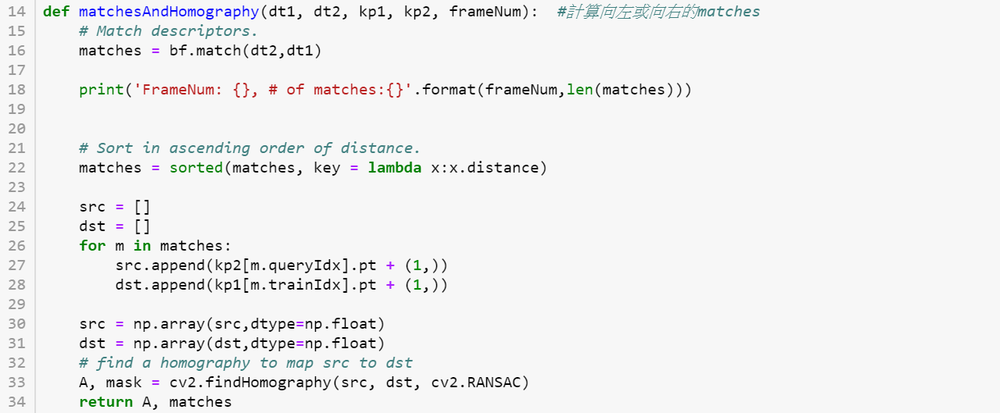 14 def matchesAndHomography(dt1, dt2, kp1, kp2, frameNum):  #計算向左或向右的matches
15     # Match descriptors.
16     matches = bf.match(dt2,dt1)
17
18     print('FrameNum: {}, # of matches:{}'.format(frameNum,len(matches)))
19
20
21     # Sort in ascending order of distance.
22     matches = sorted(matches, key = lambda x:x.distance)
23
24     src = []
25     dst = []
26     for m in matches:
27         src.append(kp2[m.queryIdx].pt + (1,))
28         dst.append(kp1[m.trainIdx].pt + (1,))
29
30     src = np.array(src,dtype=np.float)
31     dst = np.array(dst,dtype=np.float)
32     # find a homography to map src to dst
33     A, mask = cv2.findHomography(src, dst, cv2.RANSAC)
34     return A, matches